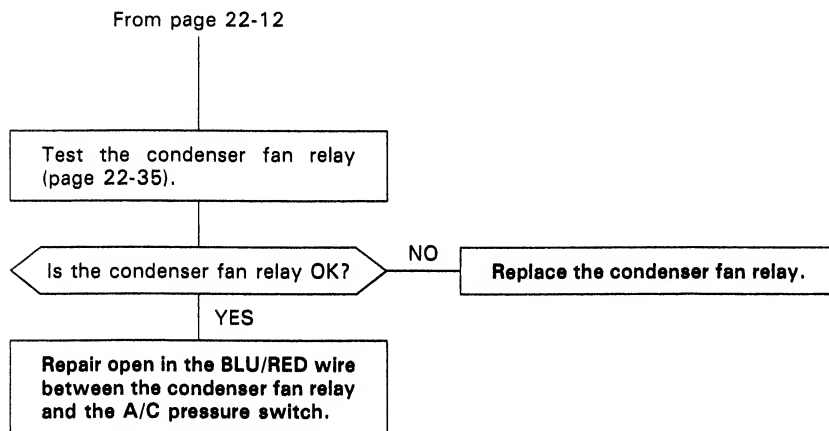 From page 22-12
Test the condenser fan relay
(page 22-35).
Is the condenser fan relay OK?
NO
Replace the condenser fan relay.
YES
Repair open in the BLU/RED wire
between the condenser fan relay
and the A/C pressure switch.